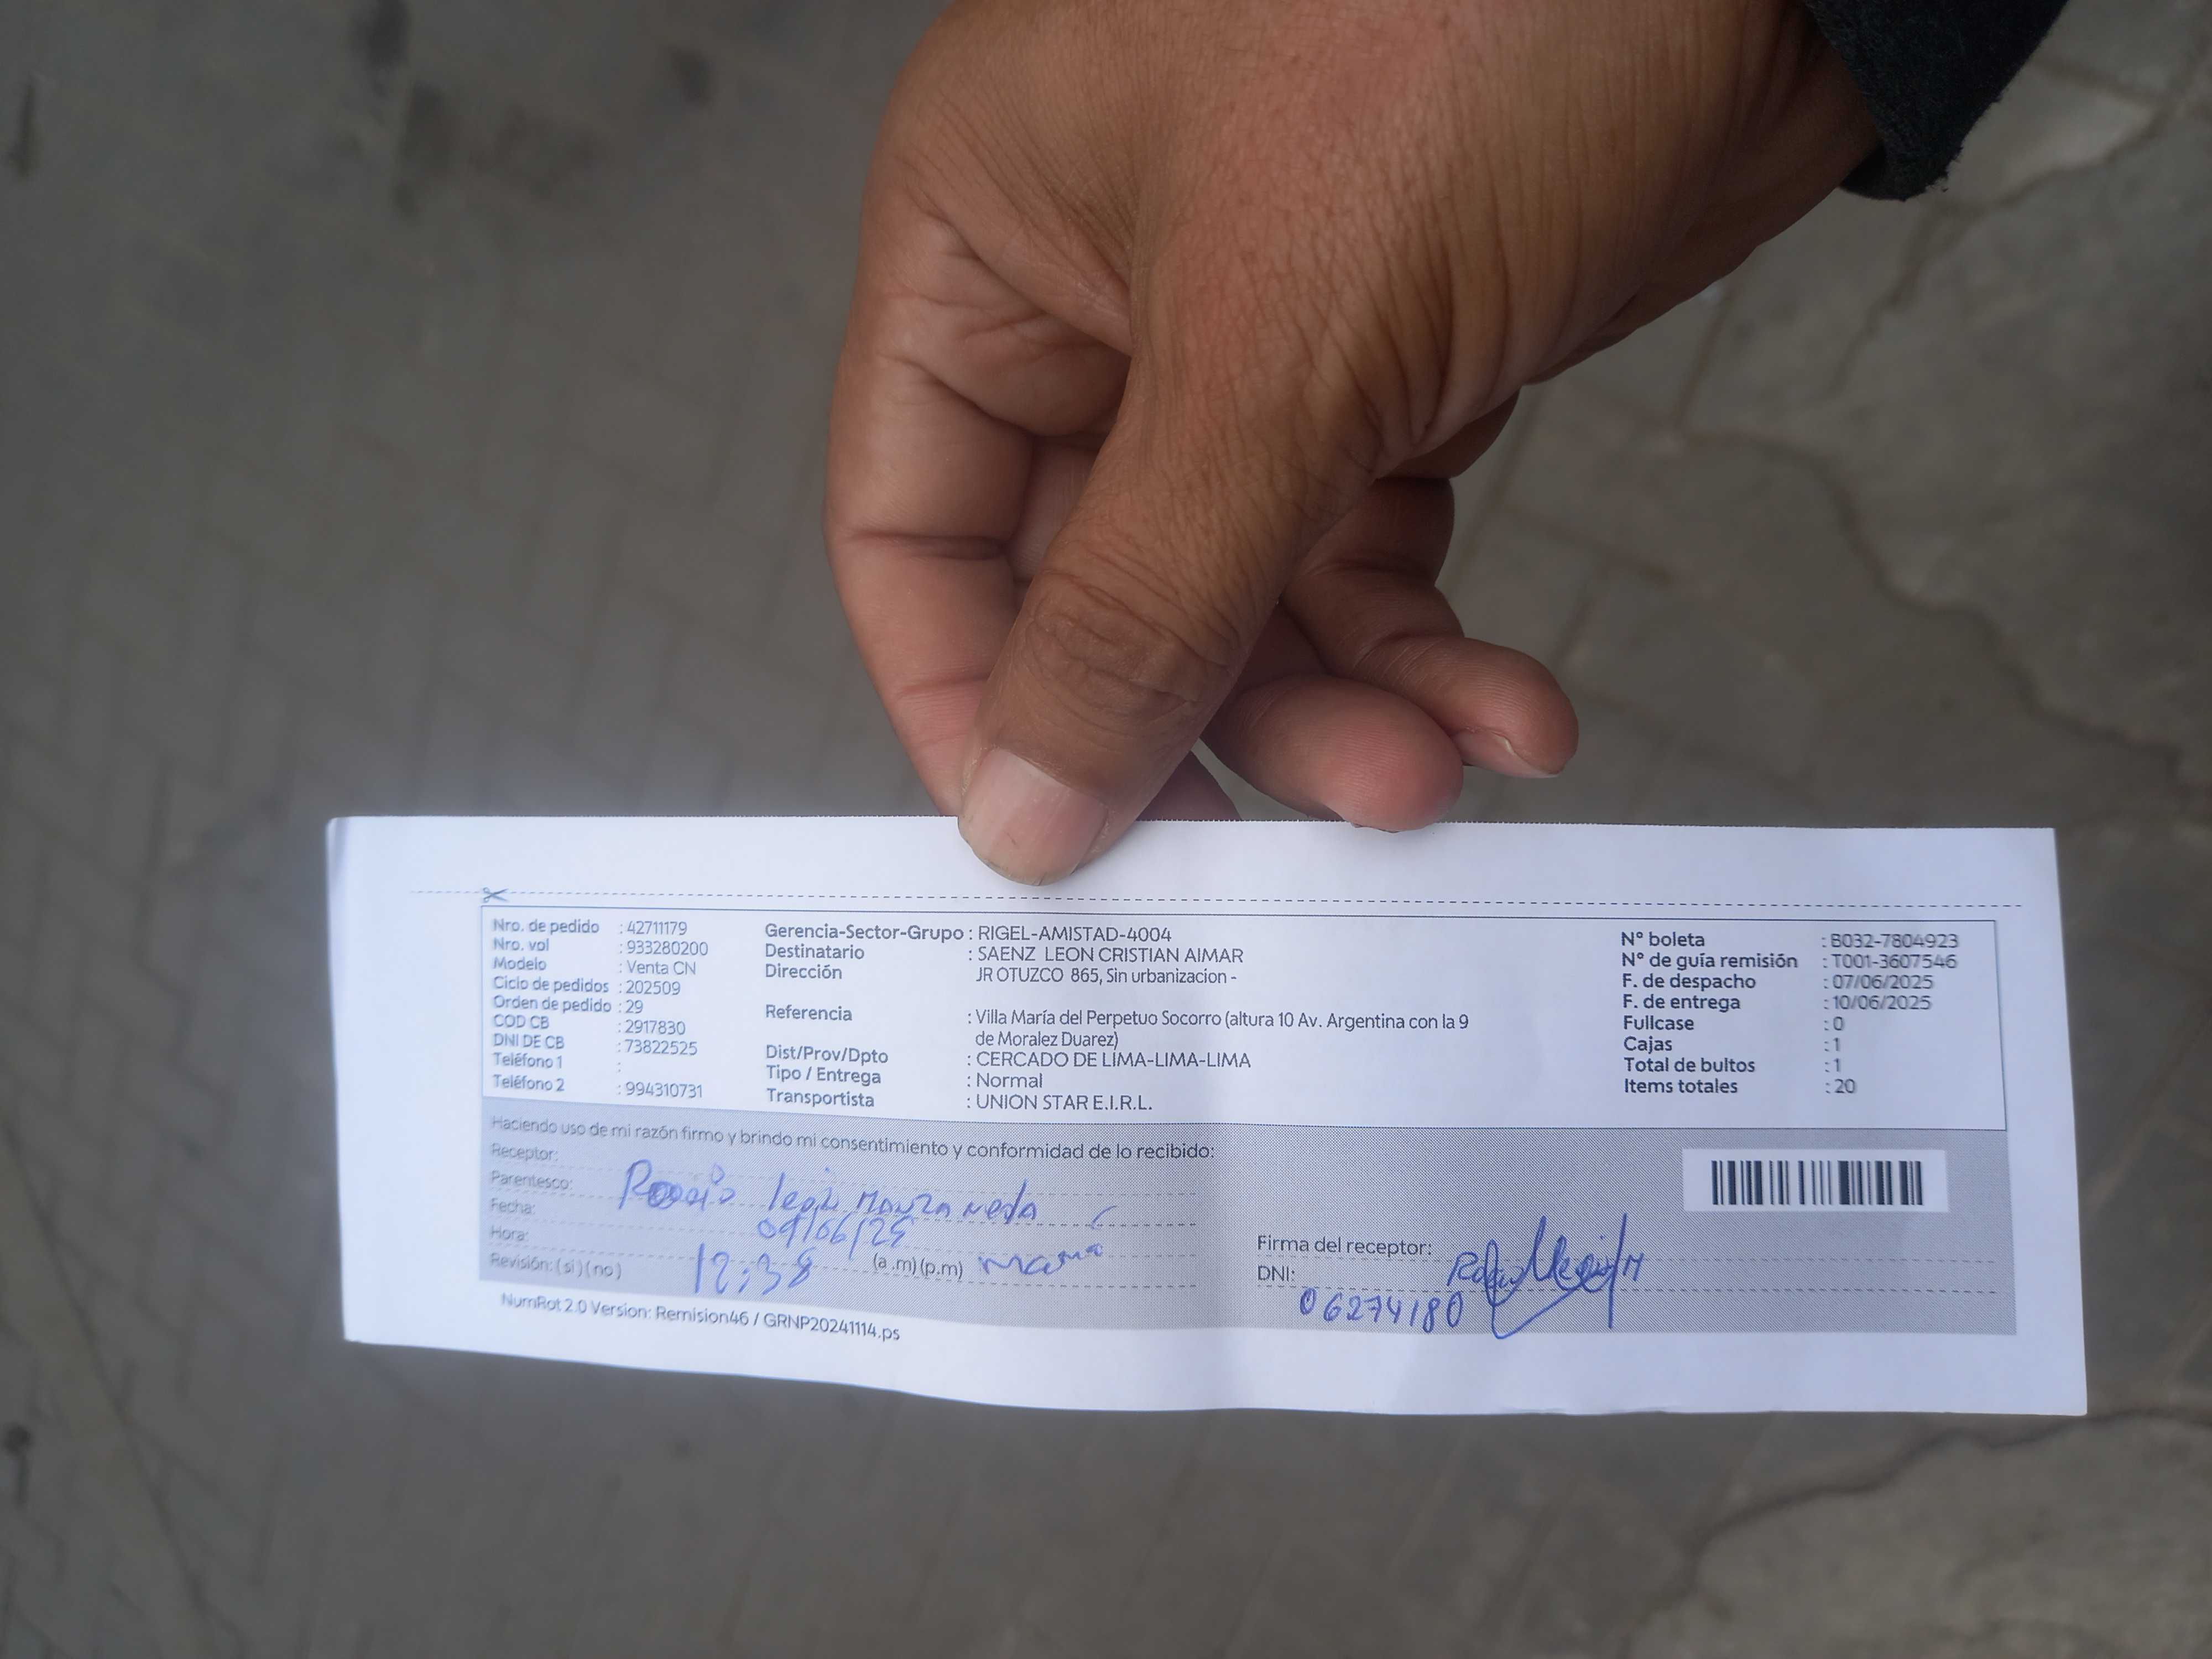 Nro. de pedido : 42711179
Nro. vol : 933280200
Modelo : Venta CN
Ciclo de pedidos : 202509
Orden de pedido : 29
COD CB : 2917830
DNI DE CB : 73822525
Teléfono 1 :
Teléfono 2 : 994310731
Gerencia-Sector-Grupo : RIGEL-AMISTAD-4004
Destinatario : SAENZ LEON CRISTIAN AIMAR
Dirección JR OTUZCO 865, Sin urbanizacion -
Referencia : Villa María del Perpetuo Socorro (altura 10 Av. Argentina con la 9
de Moralez Duarez)
Dist/Prov/Dpto : CERCADO DE LIMA-LIMA-LIMA
Tipo / Entrega : Normal
Transportista : UNION STAR E.I.R.L.
N° boleta : B032-7804923
N° de guía remisión : T001-3607546
F. de despacho : 07/06/2025
F. de entrega : 10/06/2025
Fullcase : 0
Cajas : 1
Total de bultos : 1
Items totales : 20
Haciendo uso de mi razón firmo y brindo mi consentimiento y conformidad de lo recibido:
Receptor:
Parentesco: León Manzaneda
Fecha: 09/06/25
Hora: 12:38 (a .m) (p.m) mamá
Revisión: (si) (no)
Firma del receptor:
DNI: 06274180
NumRot 2.0 Version: Remision46 / GRNP20241114.ps